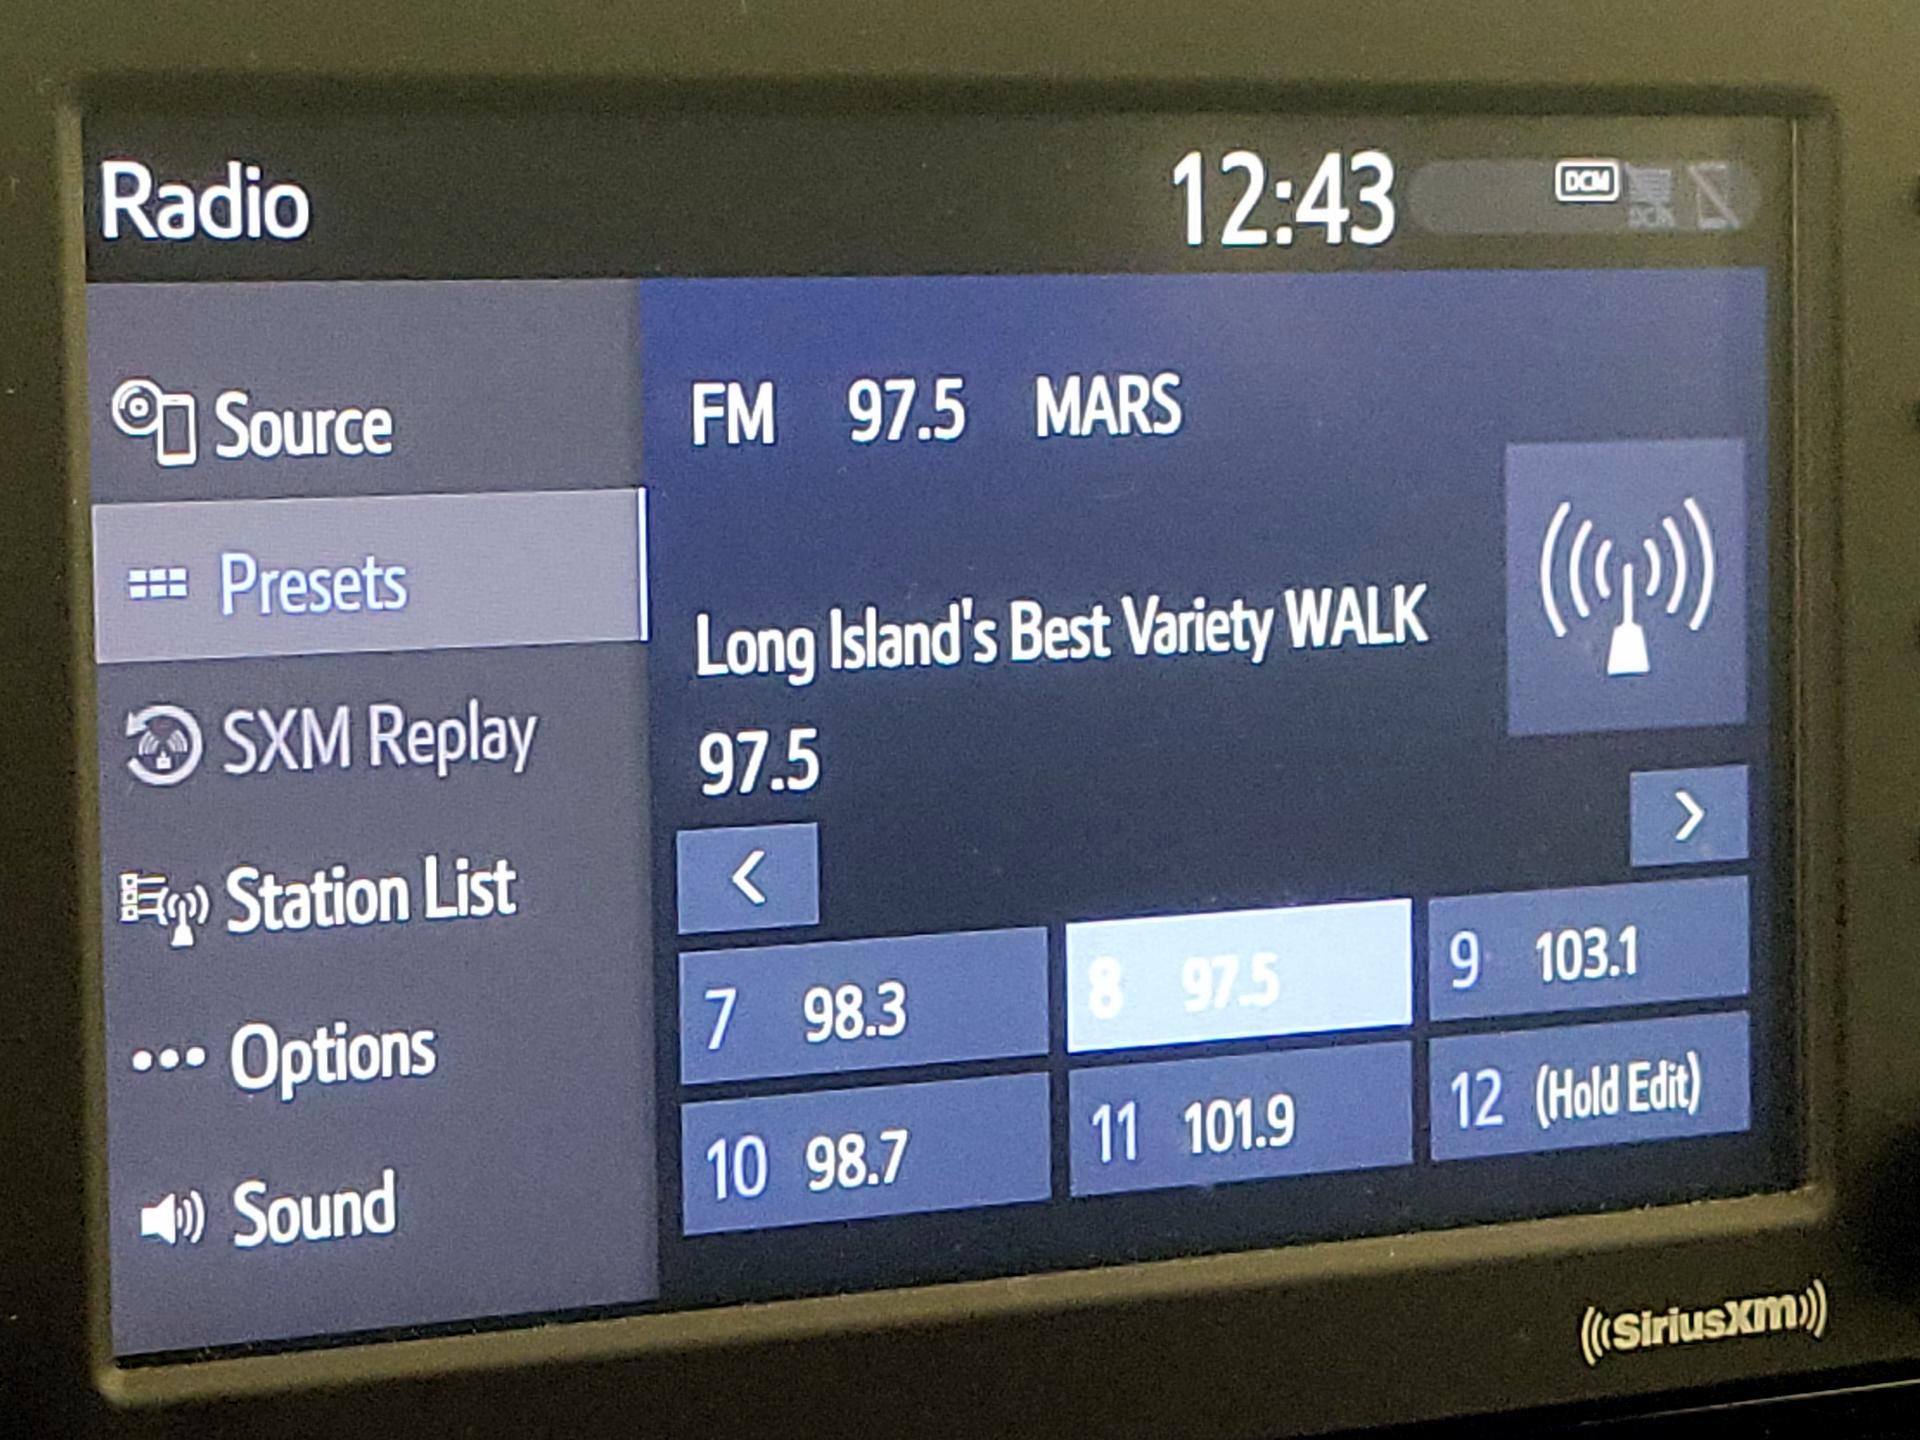 Radio
12:43
DCM
Source
Presets
SXM Replay
Station List
Options
Sound
FM 97.5 MARS
Long Island's Best Variety WALK
97.5
<
>
7 98.3
8 97.5
9 103.1
10 98.7
11 101.9
12 (Hold Edit)
((SiriusXM))